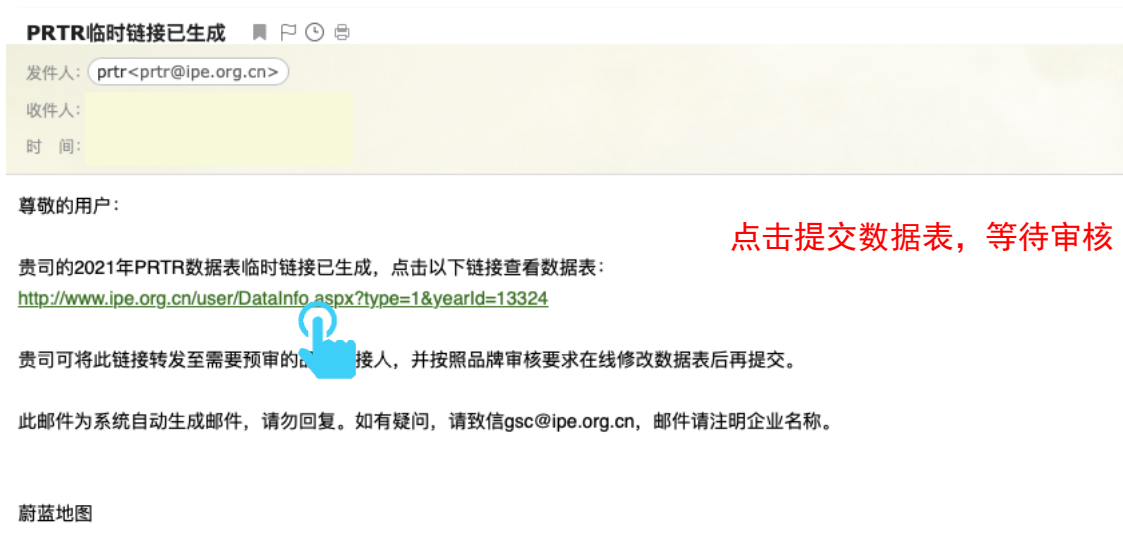 PRTR临时链接已生成
发件人：prtr<prtr@ipe.org.cn>
收件人：
时 间：
尊敬的用户：
点击提交数据表，等待审核
贵司的2021年PRTR数据表临时链接已生成，点击以下链接查看数据表：
http://www.ipe.org.cn/user/DataInfo.aspx?type=1&yearId=13324
贵司可将此链接转发至需要预审的 接人，并按照品牌审核要求在线修改数据表后再提交。
此邮件为系统自动生成邮件，请勿回复。如有疑问，请致信gsc@ipe.org.cn，邮件请注明企业名称。
蔚蓝地图